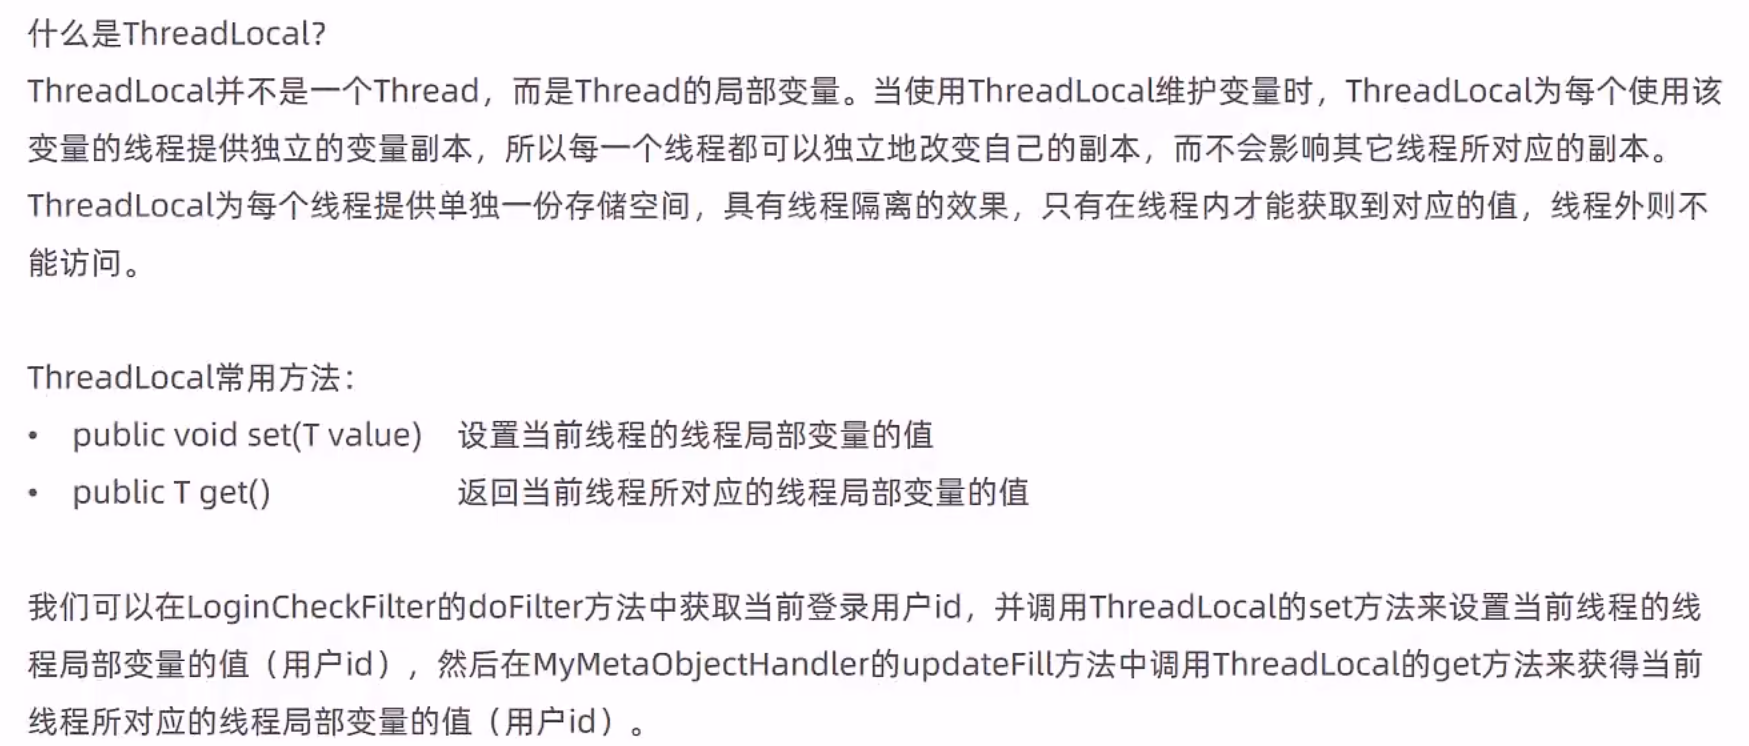 什么是ThreadLocal?
ThreadLocal并不是一个Thread，而是Thread的局部变量。当使用ThreadLocal维护变量时，ThreadLocal为每个使用该
变量的线程提供独立的变量副本，所以每一个线程都可以独立地改变自己的副本，而不会影响其它线程所对应的副本。
ThreadLocal为每个线程提供单独一份存储空间，具有线程隔离的效果，只有在线程内才能获取到对应的值，线程外则不
能访问。
ThreadLocal常用方法：
• public void set(T value) 设置当前线程的线程局部变量的值
• public T get() 返回当前线程所对应的线程局部变量的值
我们可以在LoginCheckFilter的doFilter方法中获取当前登录用户id，并调用ThreadLocal的set方法来设置当前线程的线
程局部变量的值（用户id），然后在MyMetaObjectHandler的updateFill方法中调用ThreadLocal的get方法来获得当前
线程所对应的线程局部变量的值（用户id）。